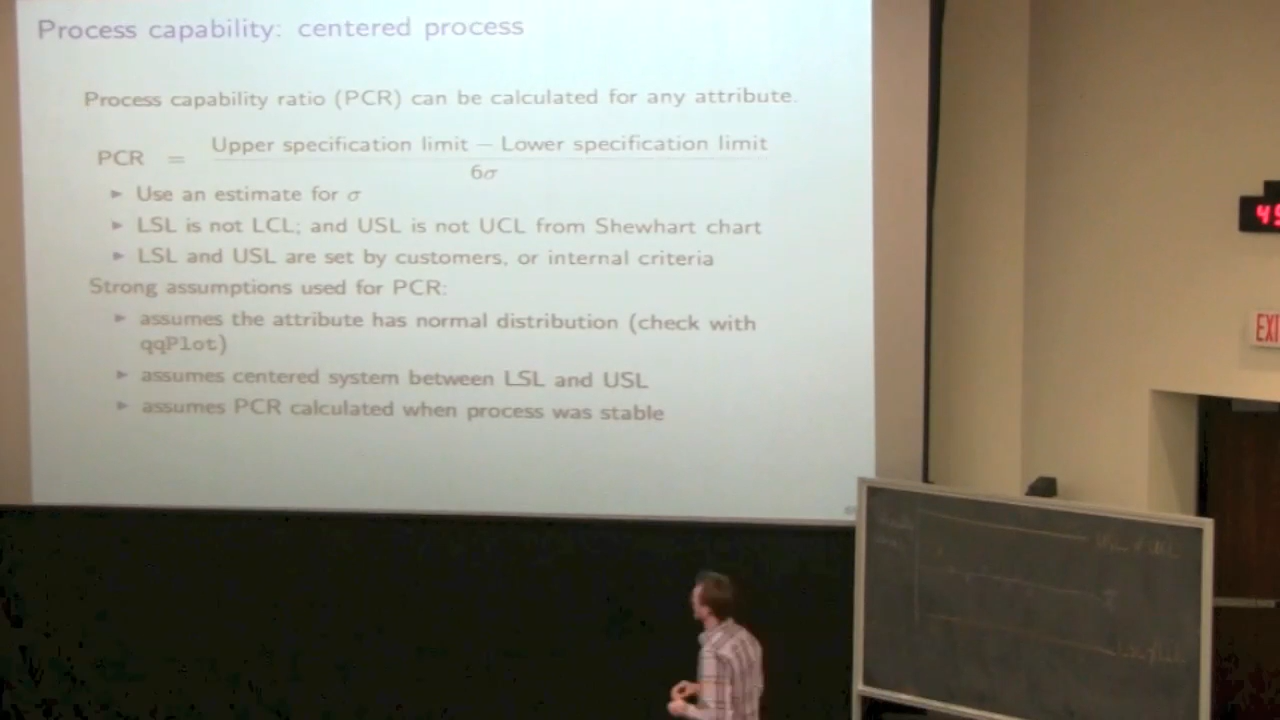 Process capability: centered process
Process capability ratio (PCR) can be calculated for any attribute.
PCR = Upper specification limit − Lower specification limit
6σ
► Use an estimate for σ
► LSL is not LCL; and USL is not UCL from Shewhart chart
► LSL and USL are set by customers, or internal criteria
Strong assumptions used for PCR:
► assumes the attribute has normal distribution (check with
qqPlot)
► assumes centered system between LSL and USL
► assumes PCR calculated when process was stable